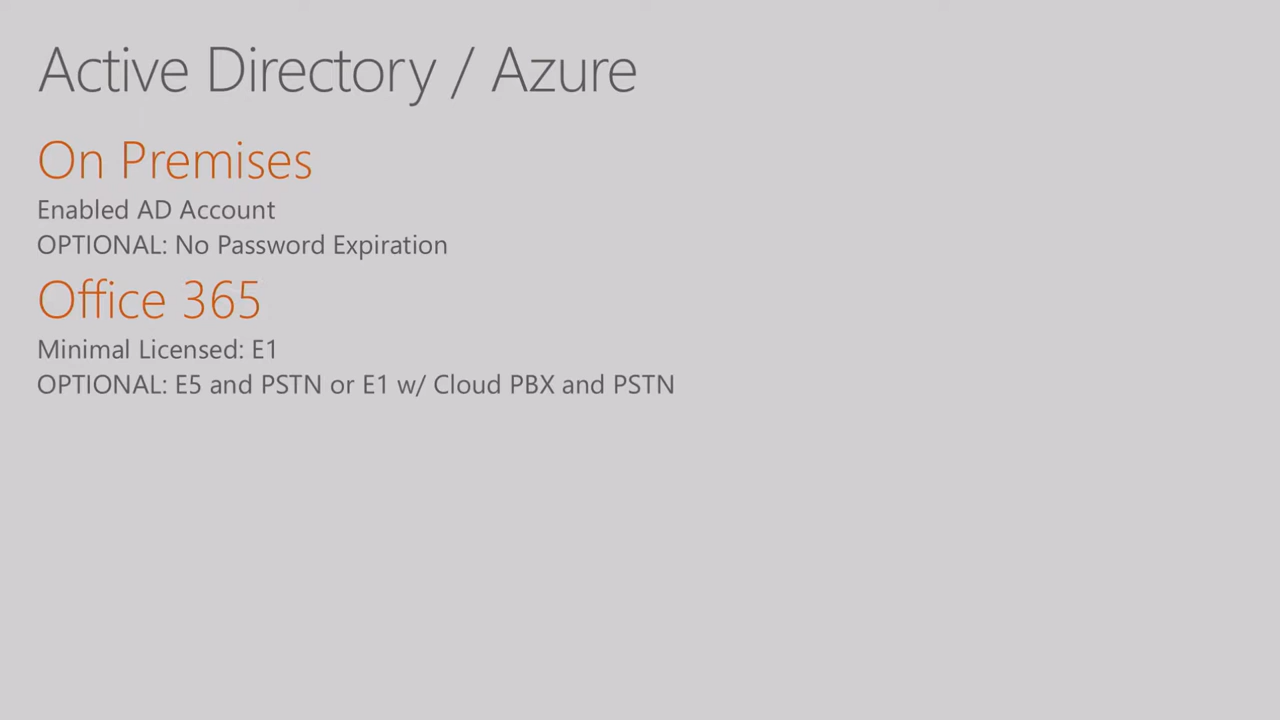 Active Directory / Azure
On Premises
Enabled AD Account
OPTIONAL: No Password Expiration
Office 365
Minimal Licensed: E1
OPTIONAL: E5 and PSTN or E1 w/ Cloud PBX and PSTN